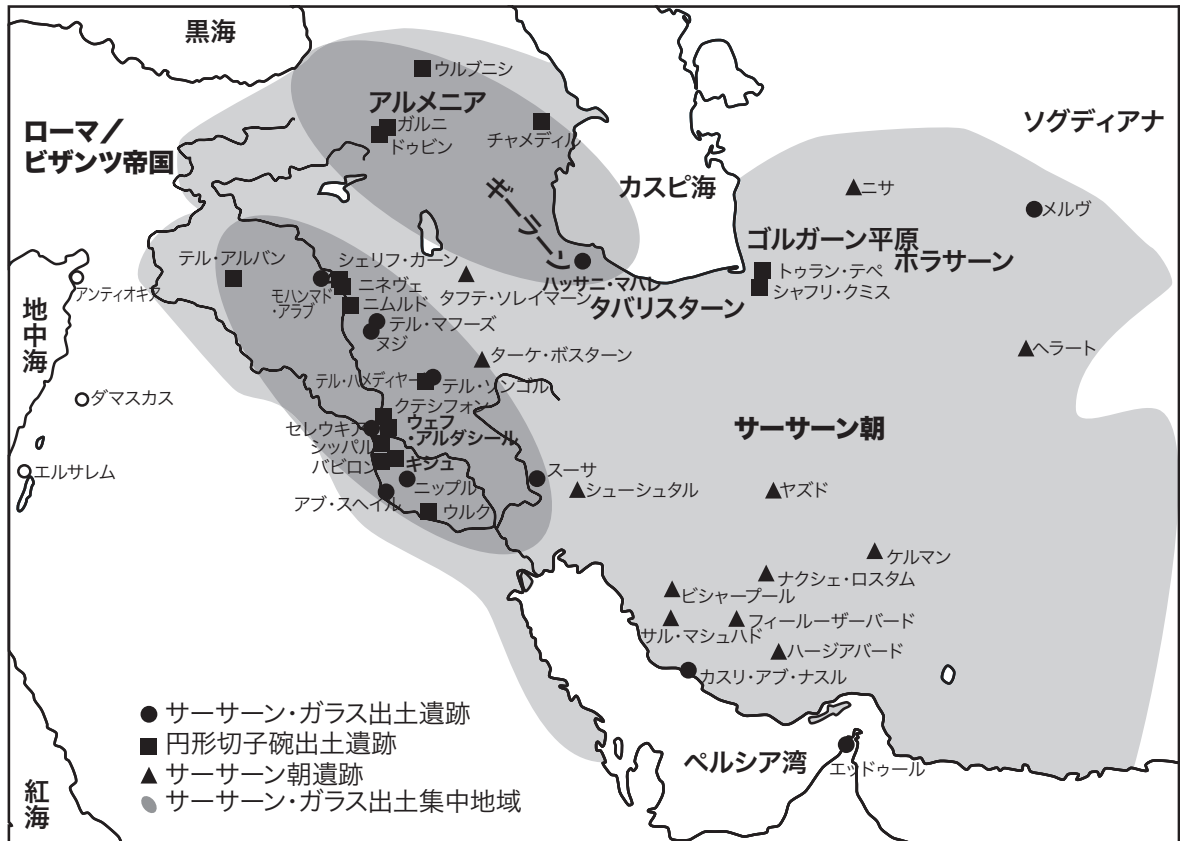 黒海
ウルブニシ
アルメニア
ガルニ
ドゥビン
チャメディル
ローマ/
ビザンツ帝国
ソグディアナ
ギーラーン
カスピ海
ニサ
メルヴ
ゴルガーン平原
ホラサーン
トゥラン・テペ
シャフリ・クミス
テル・アルバン
シェリフ・カーン
ハッサニ・マハレ
タバリスターン
アンティオキア
モハンマド
・アラブ
ニネヴェ
ニムルド
タフテ・ソレイマーン
テル・マフーズ
ヌジ
地中海
ターケ・ボスターン
ヘラート
テル・ハメディヤート
テル・ソンゴル
ダマスカス
クテシフォン
セレウキア
ウェフ
・アルダシール
サーサーン朝
シッパル
バビロン
キシュ
エルサレム
スーサ
ニップル
シューシュタル
ヤズド
アブ・スヘイル
ウルク
ケルマン
ナクシェ・ロスタム
ビシャープール
フィールーザーバード
サル・マシュハド
ハージアバード
カスリ・アブ・ナスル
サーサーン・ガラス出土遺跡
円形切子碗出土遺跡
サーサーン朝遺跡
サーサーン・ガラス出土集中地域
ペルシア湾
エッドゥール
紅海